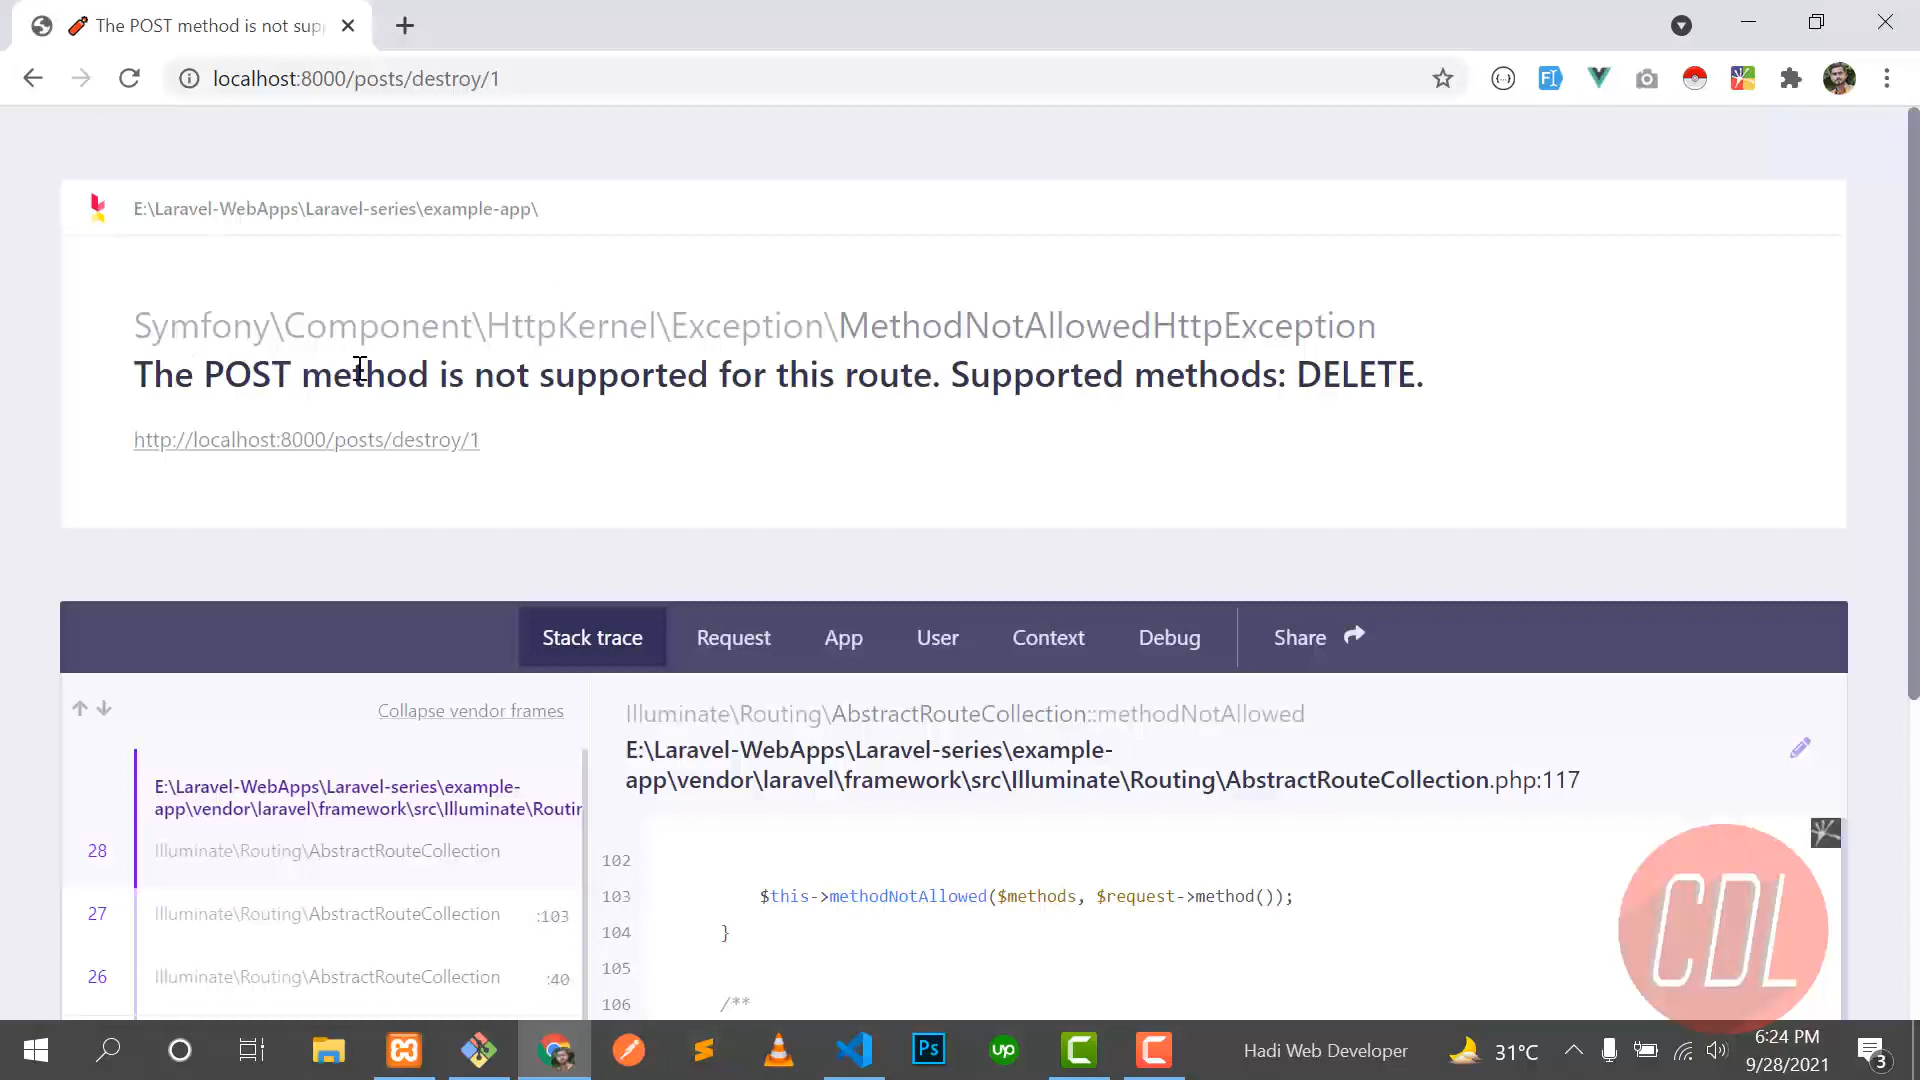 The POST method is not sup
localhost:8000/posts/destroy/1
E:\Laravel-WebApps\Laravel-series\example-app\
Symfony\Component\HttpKernel\Exception\MethodNotAllowedHttpException
The POST method is not supported for this route. Supported methods: DELETE.
http://localhost:8000/posts/destroy/1
Stack trace
Request
App
User
Context
Debug
Share
Collapse vendor frames
E:\Laravel-WebApps\Laravel-series\example-
app\vendor\laravel\framework\src\Illuminate\Routin
28
Illuminate\Routing\AbstractRouteCollection
27
Illuminate\Routing\AbstractRouteCollection
:103
26
Illuminate\Routing\AbstractRouteCollection
:40
Illuminate\Routing\AbstractRouteCollection::methodNotAllowed
E:\Laravel-WebApps\Laravel-series\example-
app\vendor\laravel\framework\src\Illuminate\Routing\AbstractRouteCollection.php:117
102
103 $this->methodNotAllowed($methods, $request->method());
104 }
105
106 /**
CDL
Ps
up
Hadi Web Developer
31°C
6:24 PM
9/28/2021
3